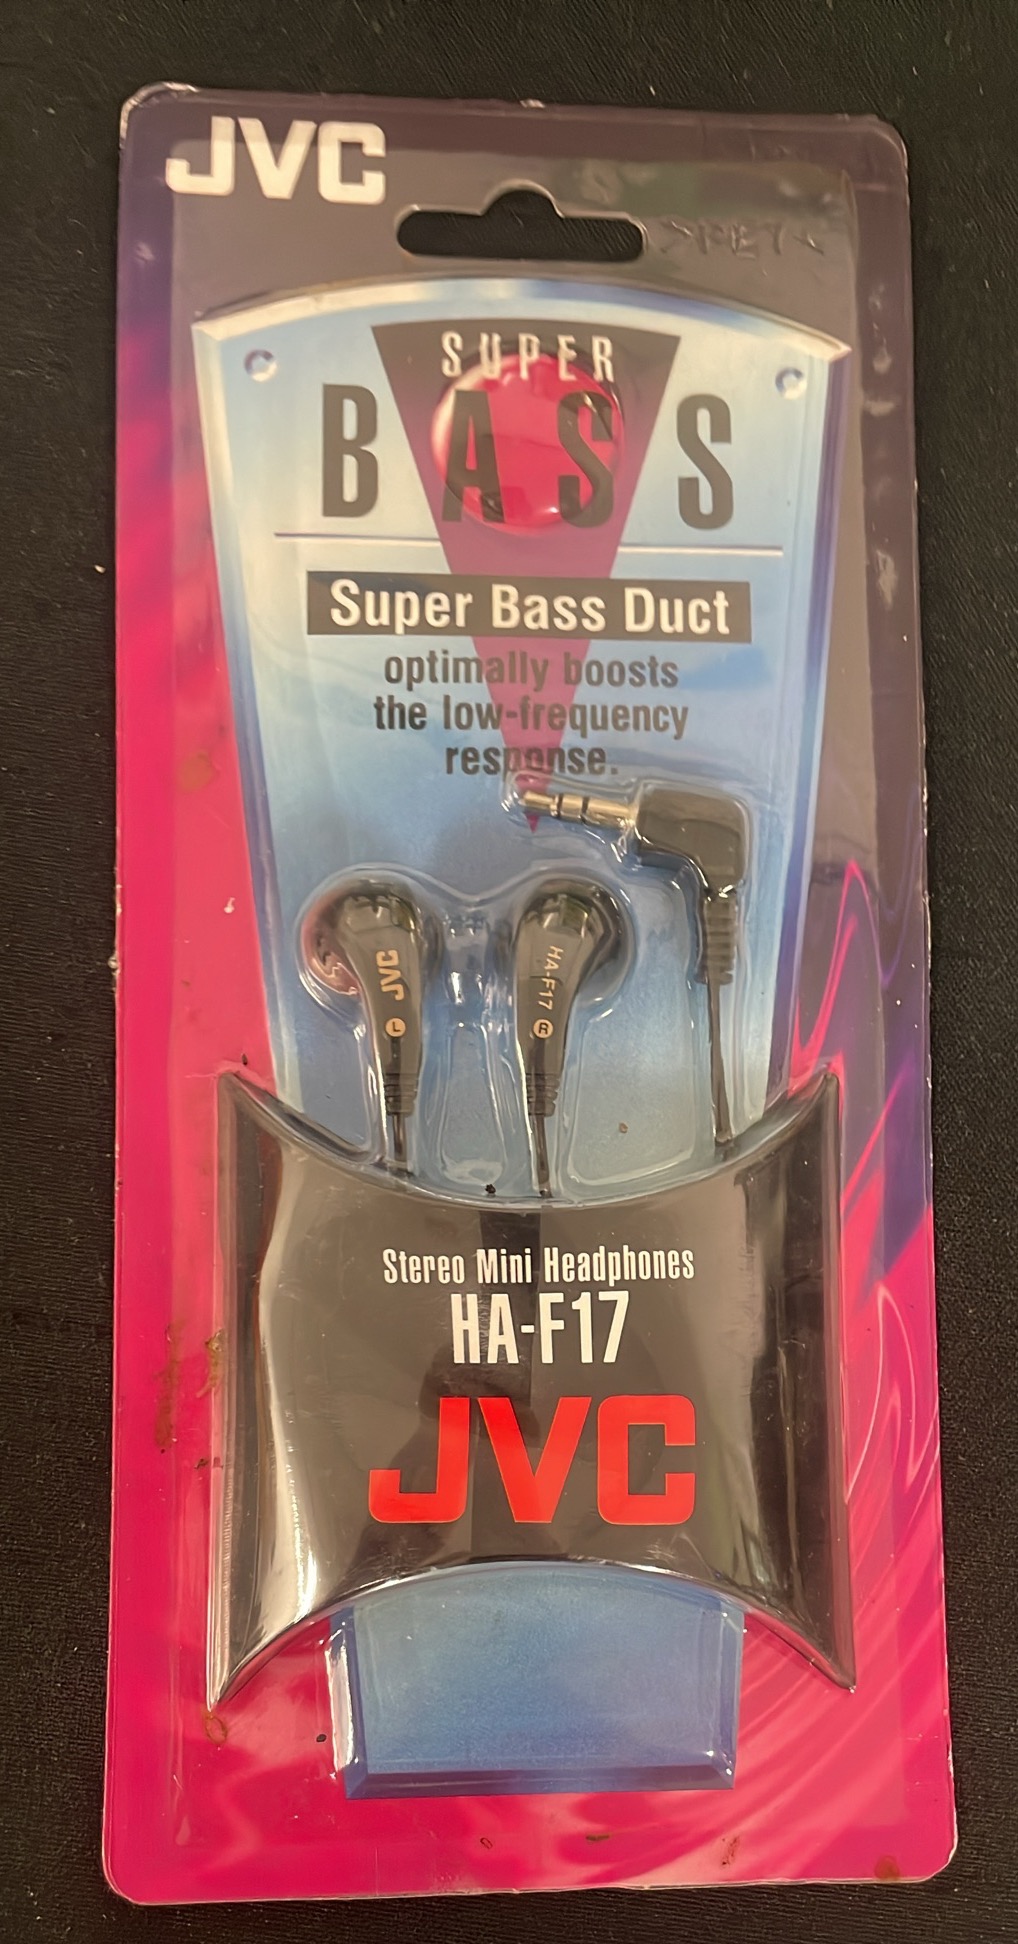 JVC
SUPER
BASS
Super Bass Duct
optimally boosts
the low-frequency
response.
JVC
L
HA-F17
R
Stereo Mini Headphones
HA-F17
JVC